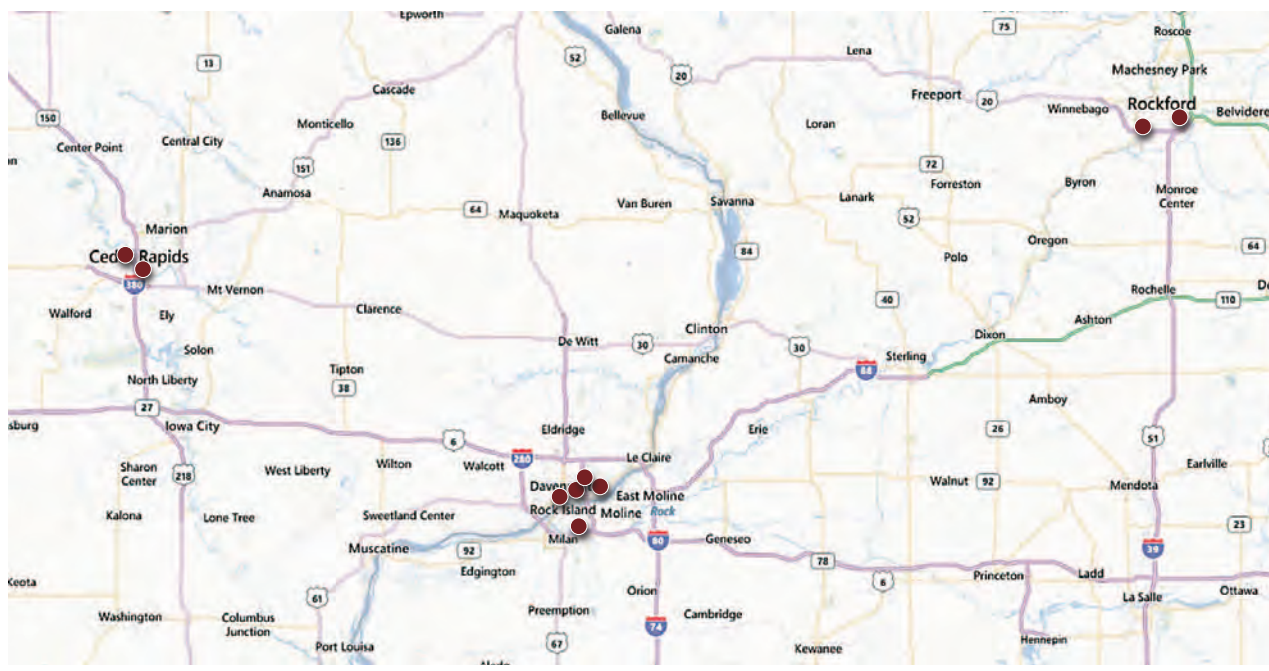 Epworth
Galena
75
Roscoe
13
52
20
Lena
Machesney Park
Cascade
Freeport
20
Winnebago
Rockford
Belvidere
150
Monticello
Bellevue
Loran
Center Point
Central City
136
151
72
Anamosa
Lanark
Forreston
Byron
Monroe
Center
64
Maquoketa
Van Buren
Savanna
52
Marion
Oregon
64
84
Polo
Rapids
380
Mt Vernon
40
Rochelle
110
Walford
Ely
Clarence
Clinton
Dixon
Ashton
De Witt
30
30
Solon
Camanche
Sterling
Tipton
88
North Liberty
38
Amboy
27
Iowa City
Eldridge
Erie
26
6
51
Sharon
Center
218
West Liberty
Wilton
Walcott
280
Le Claire
Earlville
Walnut
92
Mendota
East Moline
Rock Island
Moline
Rock
Kalona
Lone Tree
Sweetland Center
23
Muscatine
92
Milan
80
Geneseo
39
78
Edgington
6
Princeton
Ladd
Orion
La Salle
Ottawa
61
Washington
Columbus
Junction
Preemption
Cambridge
74
Port Louisa
67
Kewanee
Hennepin